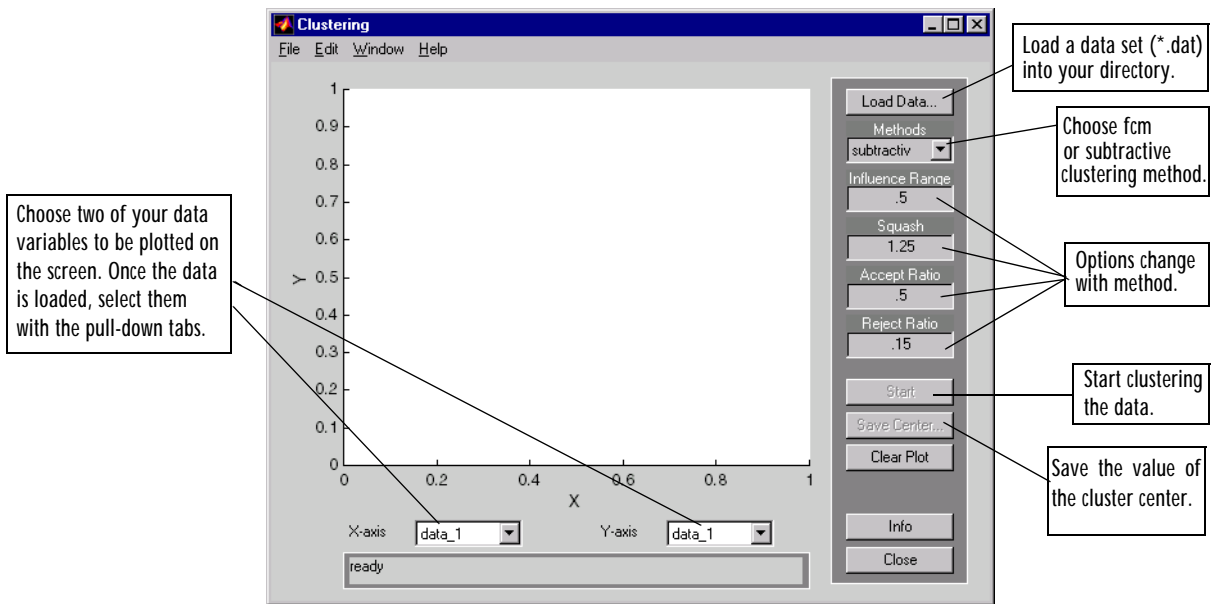 Clustering
File Edit Window Help
1
0.9
0.8
0.7
0.6
0.5
0.4
0.3
0.2
0.1
0
Y
0
0.2
0.4
0.6
0.8
1
X
X-axis
data_1
Y-axis
data_1
ready
Load Data...
Methods
subtractiv
Influence Range
.5
Squash
1.25
Accept Ratio
.5
Reject Ratio
.15
Start
Save Center...
Clear Plot
Info
Close
Choose two of your data
variables to be plotted on
the screen. Once the data
is loaded, select them
with the pull-down tabs.
Load a data set (*.dat)
into your directory.
Choose fcm
or subtractive
clustering method.
Options change
with method.
Start clustering
the data.
Save the value of
the cluster center.